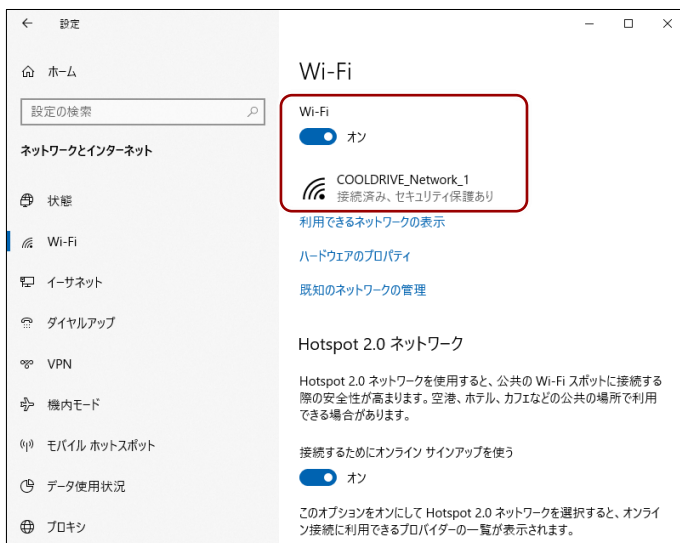 設定
ホーム
設定の検索
ネットワークとインターネット
状態
Wi-Fi
イーサネット
ダイヤルアップ
VPN
機内モード
モバイル ホットスポット
データ使用状況
プロキシ
Wi-Fi
Wi-Fi
オン
COOLDRIVE_Network_1
接続済み、セキュリティ保護あり
利用できるネットワークの表示
ハードウェアのプロパティ
既知のネットワークの管理
Hotspot 2.0 ネットワーク
Hotspot 2.0 ネットワークを使用すると、公共の Wi-Fi スポットに接続する
際の安全性が高まります。空港、ホテル、カフェなどの公共の場所で利用
できる場合があります。
接続するためにオンライン サインアップを使う
オン
このオプションをオンにして Hotspot 2.0 ネットワークを選択すると、オンライ
ン接続に利用できるプロバイダーの一覧が表示されます。